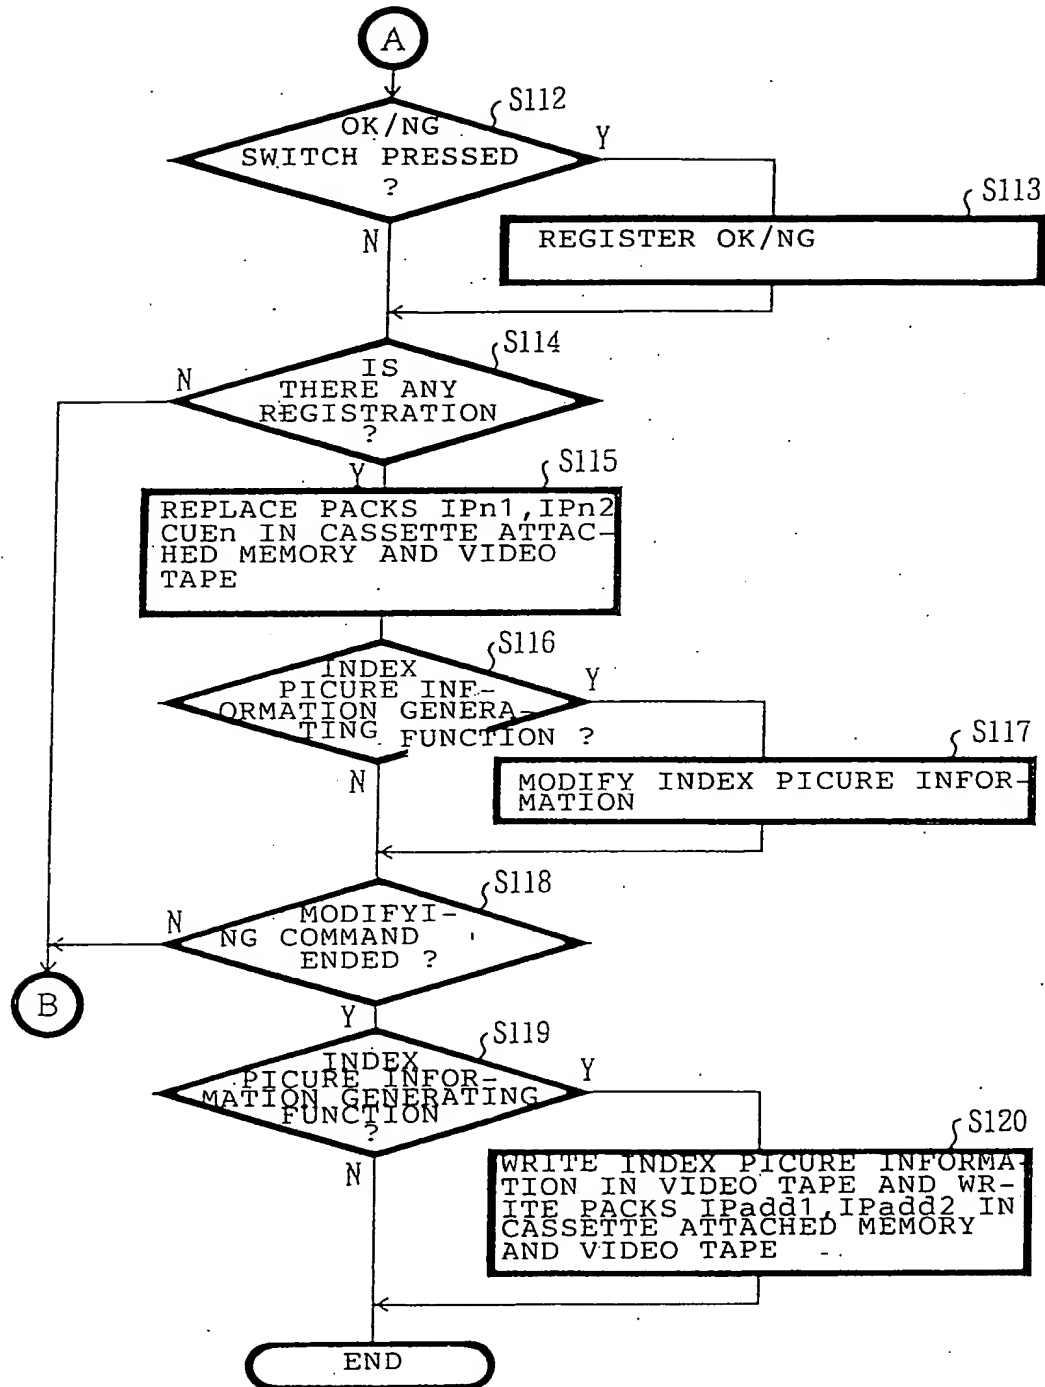 A
S112
OK/NG
SWITCH PRESSED
?
Y
N
S113
REGISTER OK/NG
S114
IS
THERE ANY
REGISTRATION
?
N
Y
S115
REPLACE PACKS IPn1,IPn2
CUEn IN CASSETTE ATTAC-
HED MEMORY AND VIDEO
TAPE
S116
INDEX
PICURE INF-
ORMATION GENERA-
TING FUNCTION ?
Y
N
S117
MODIFY INDEX PICURE INFOR-
MATION
S118
MODIFYI-
NG COMMAND
ENDED ?
N
Y
B
S119
INDEX
PICURE INFOR-
MATION GENERATING
FUNCTION
?
Y
N
S120
WRITE INDEX PICURE INFORMA-
TION IN VIDEO TAPE AND WR-
ITE PACKS IPadd1,IPadd2 IN
CASSETTE ATTACHED MEMORY
AND VIDEO TAPE
END